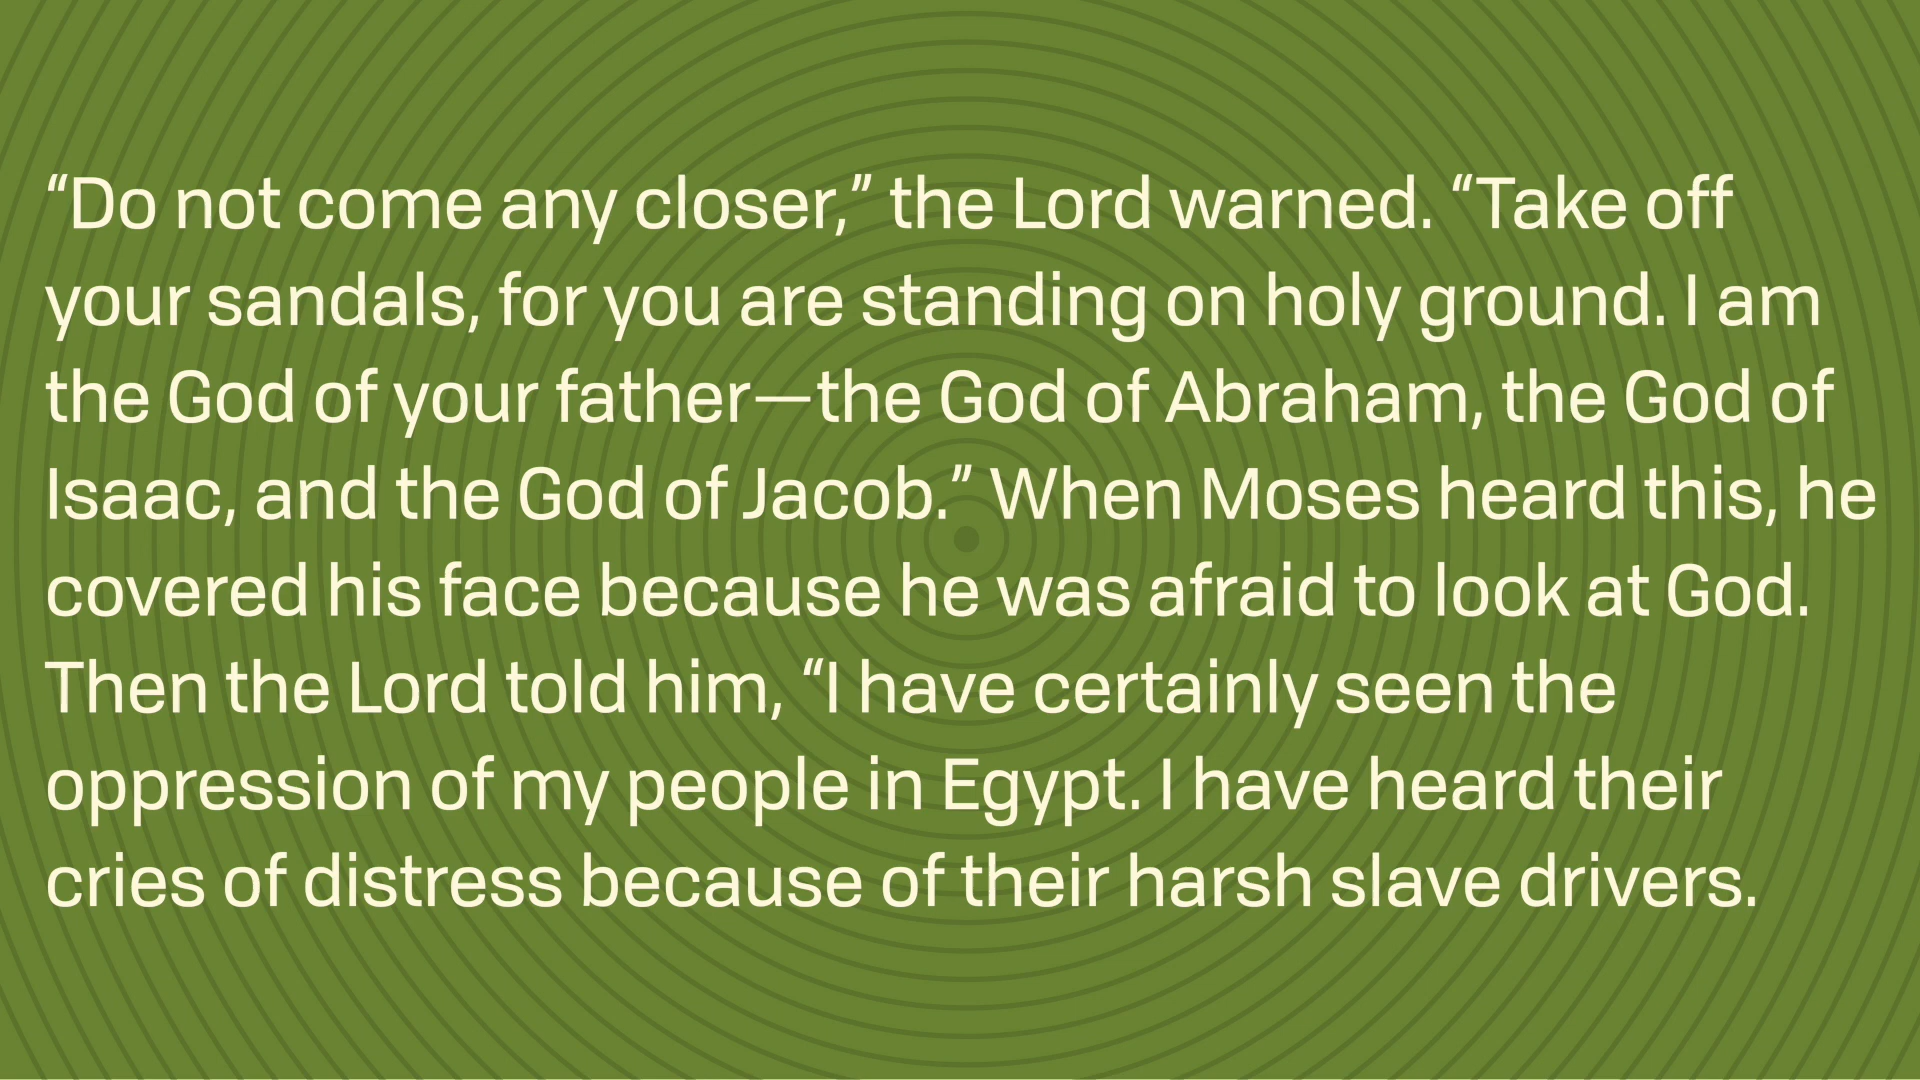 “Do not come any closer,” the Lord warned. “Take off
your sandals, for you are standing on holy ground. I am
the God of your father—the God of Abraham, the God of
Isaac, and the God of Jacob.” When Moses heard this, he
covered his face because he was afraid to look at God.
Then the Lord told him, “I have certainly seen the
oppression of my people in Egypt. I have heard their
cries of distress because of their harsh slave drivers.